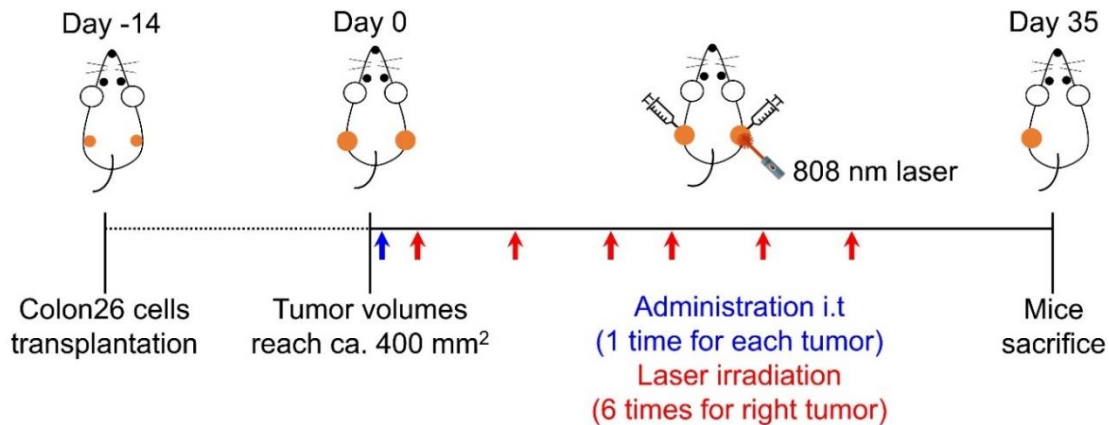 Day -14
Day 0
Day 35
808 nm laser
Colon26 cells
transplantation
Tumor volumes
reach ca. 400 mm²
Administration i.t
(1 time for each tumor)
Laser irradiation
(6 times for right tumor)
Mice
sacrifice